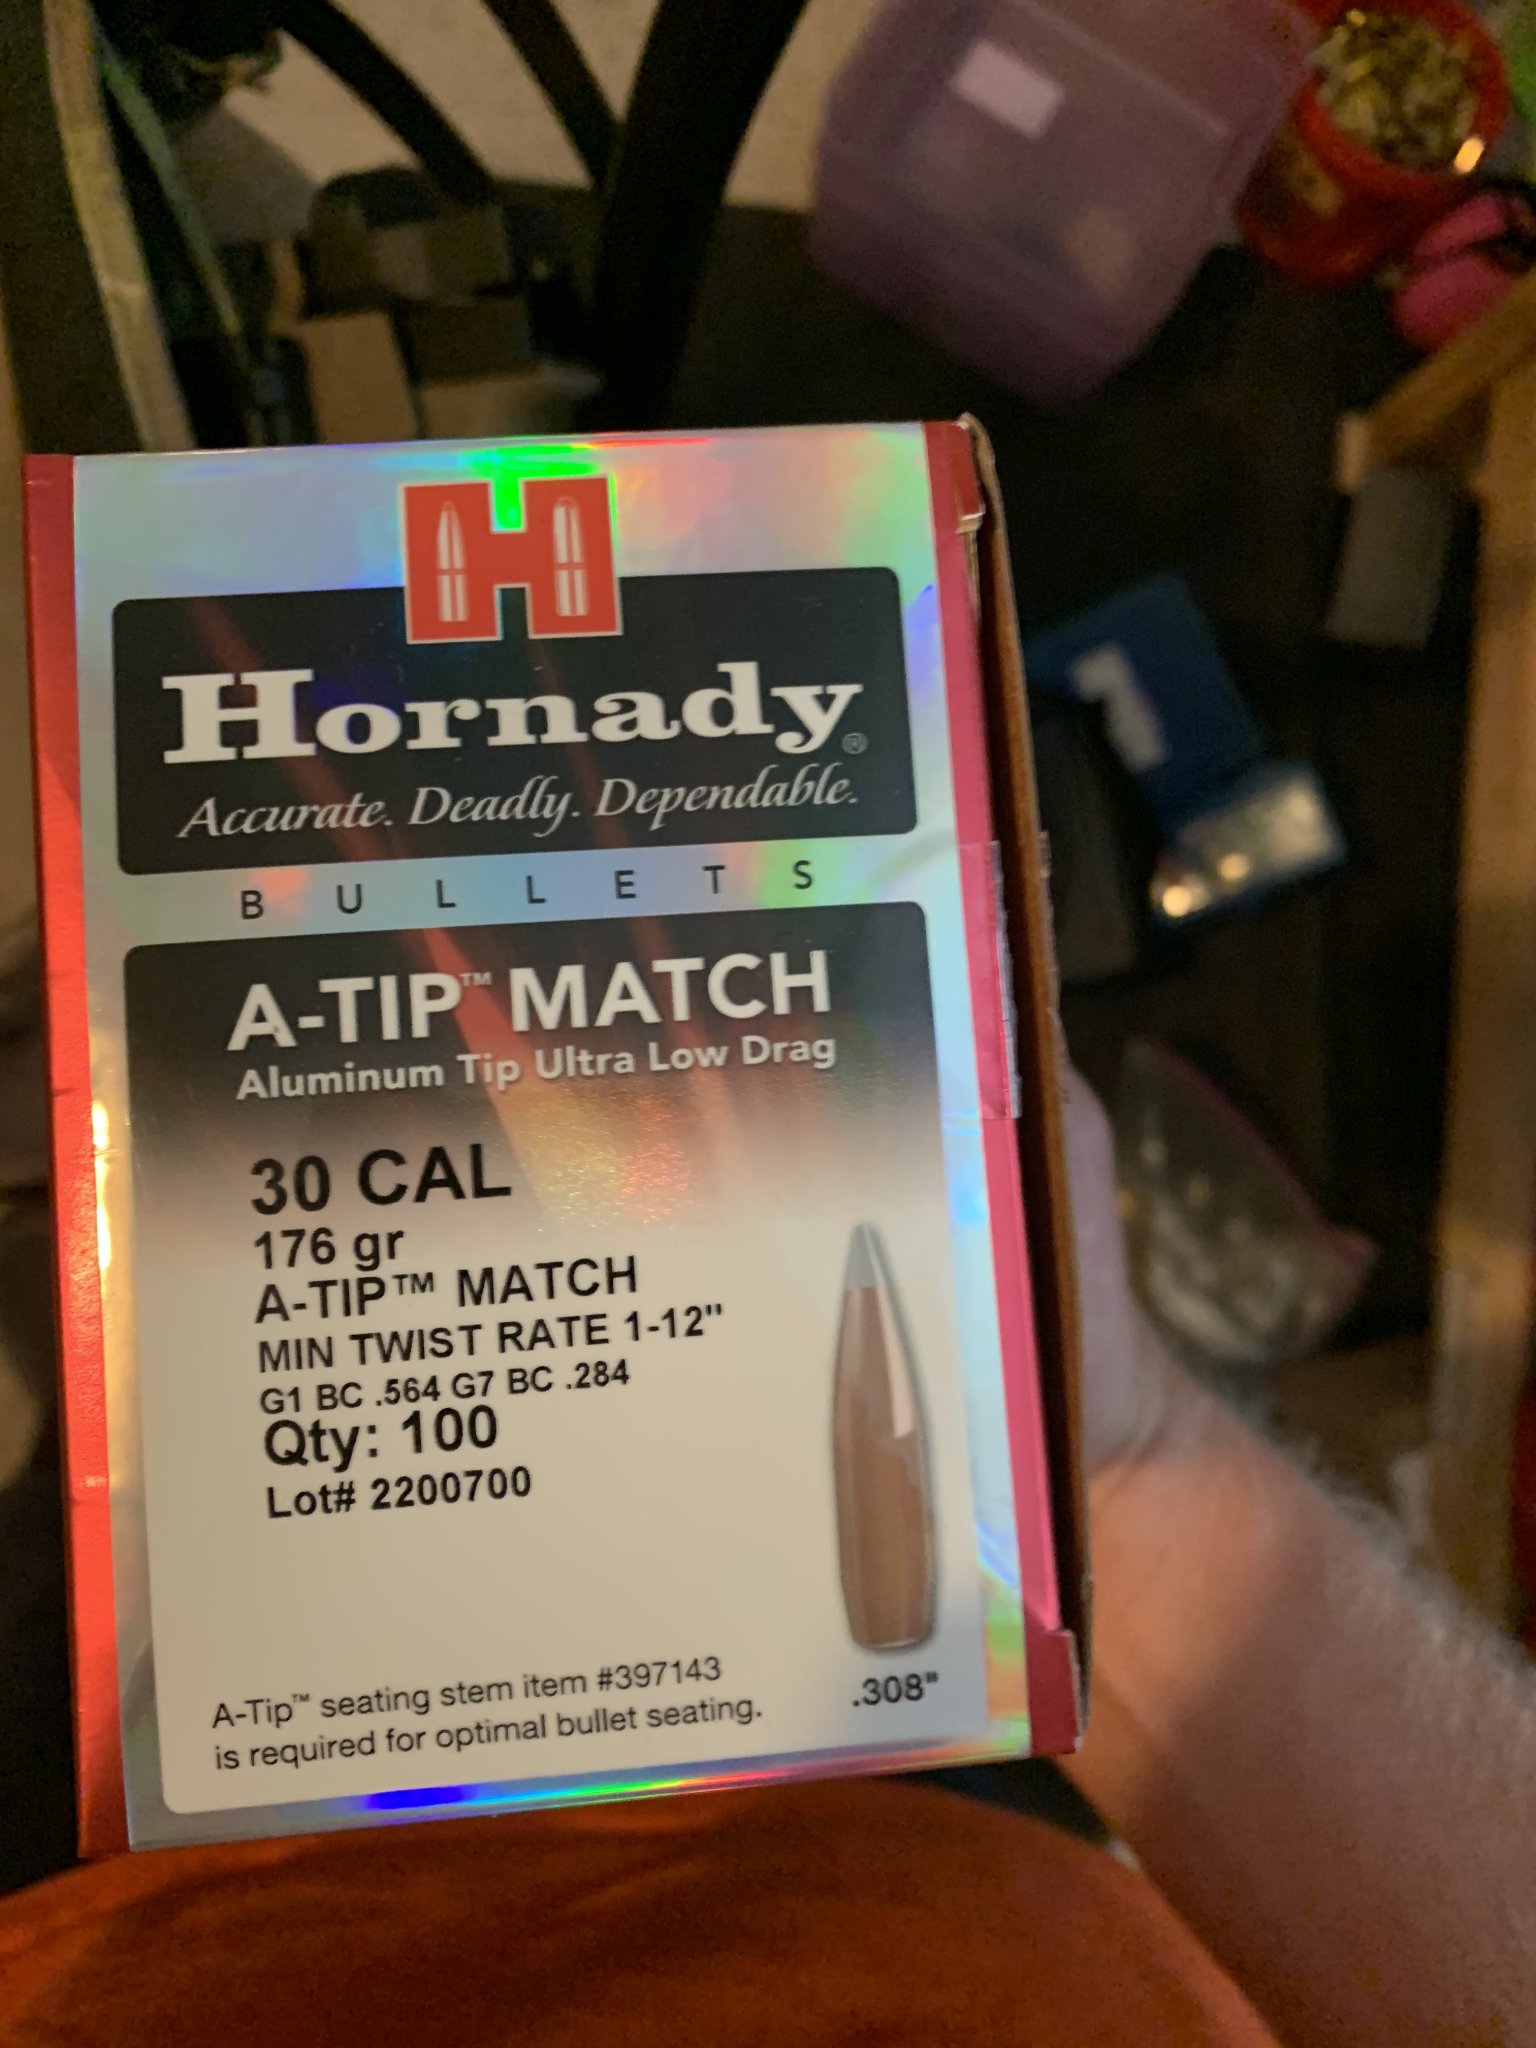 H
Hornady®
Accurate. Deadly. Dependable.
BULLETS
A-TIP™ MATCH
Aluminum Tip Ultra Low Drag
30 CAL
176 gr
A-TIP™ MATCH
MIN TWIST RATE 1-12"
G1 BC .564 G7 BC .284
Qty: 100
Lot# 2200700
.308"
A-Tip™ seating stem item #397143
is required for optimal bullet seating.